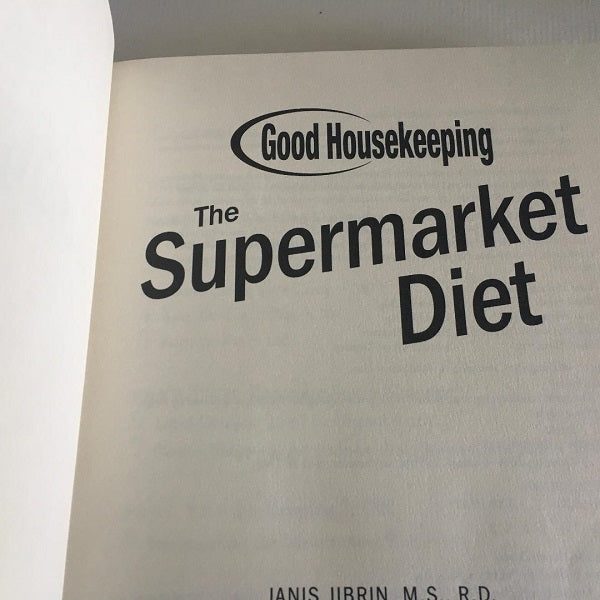 Good Housekeeping
The
Supermarket
Diet
JANIS JIBRIN, M.S., R.D.